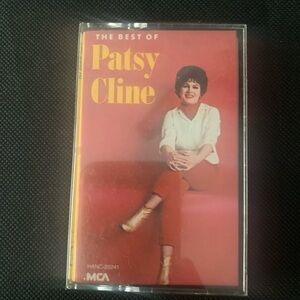 THE BEST OF
Patsy
Cline
MCA